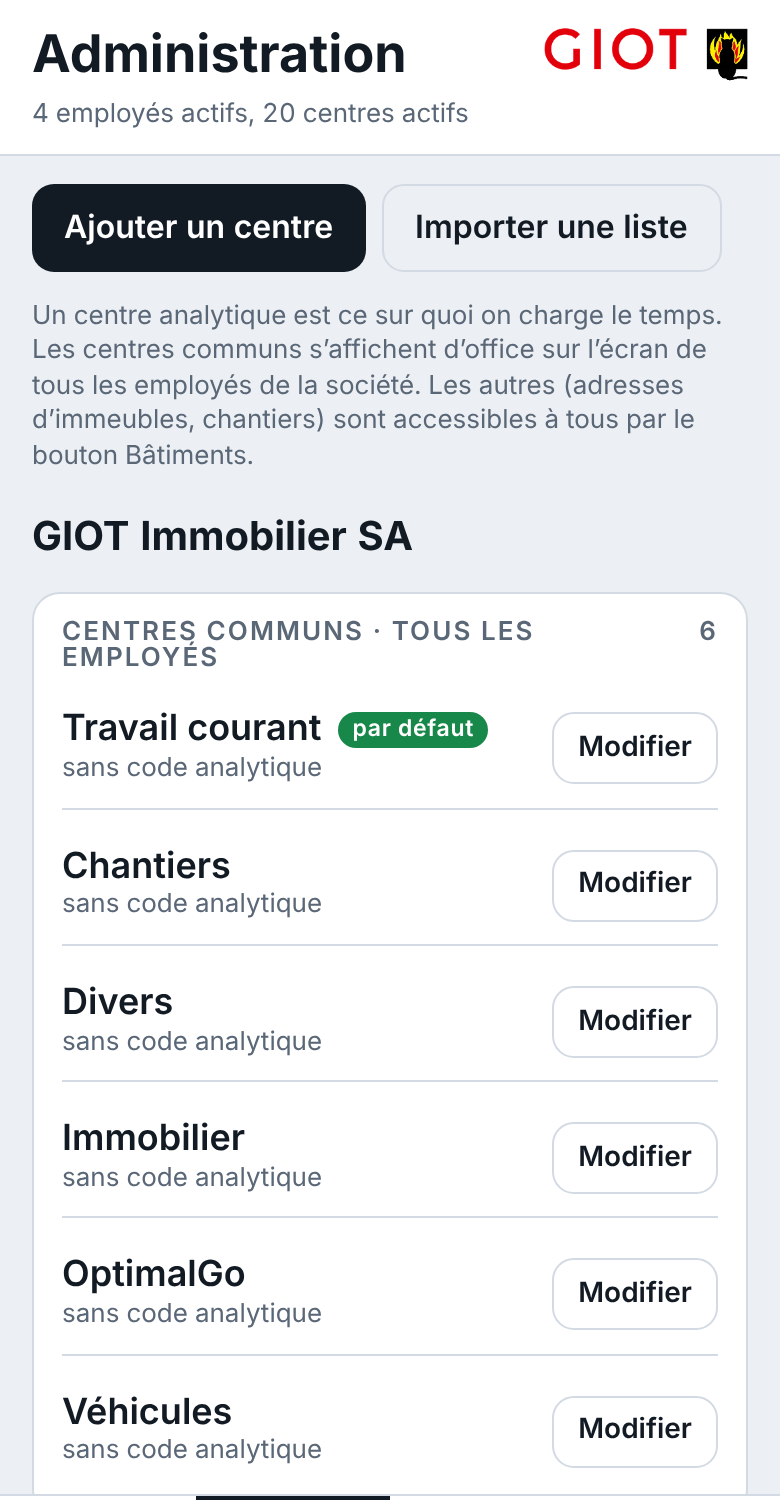 Administration
GIOT
4 employés actifs, 20 centres actifs
Ajouter un centre
Importer une liste
Un centre analytique est ce sur quoi on charge le temps.
Les centres communs s’affichent d’office sur l’écran de
tous les employés de la société. Les autres (adresses
d’immeubles, chantiers) sont accessibles à tous par le
bouton Bâtiments.
GIOT Immobilier SA
CENTRES COMMUNS · TOUS LES
EMPLOYÉS
6
Travail courant par défaut
sans code analytique
Modifier
Chantiers
sans code analytique
Modifier
Divers
sans code analytique
Modifier
Immobilier
sans code analytique
Modifier
OptimalGo
sans code analytique
Modifier
Véhicules
sans code analytique
Modifier